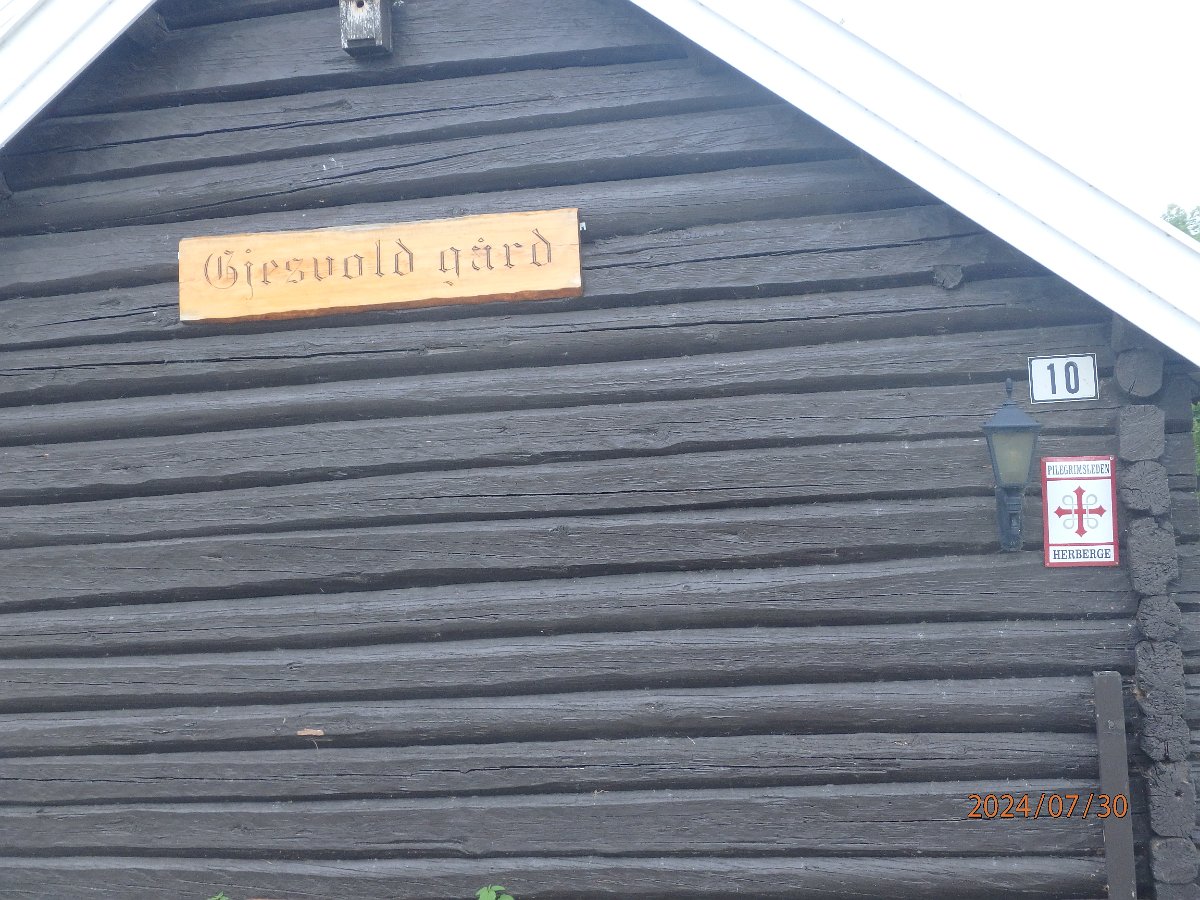 Gjesvold gård
10
PILEGRIMSLEDEN
HERBERGE
2024/07/30